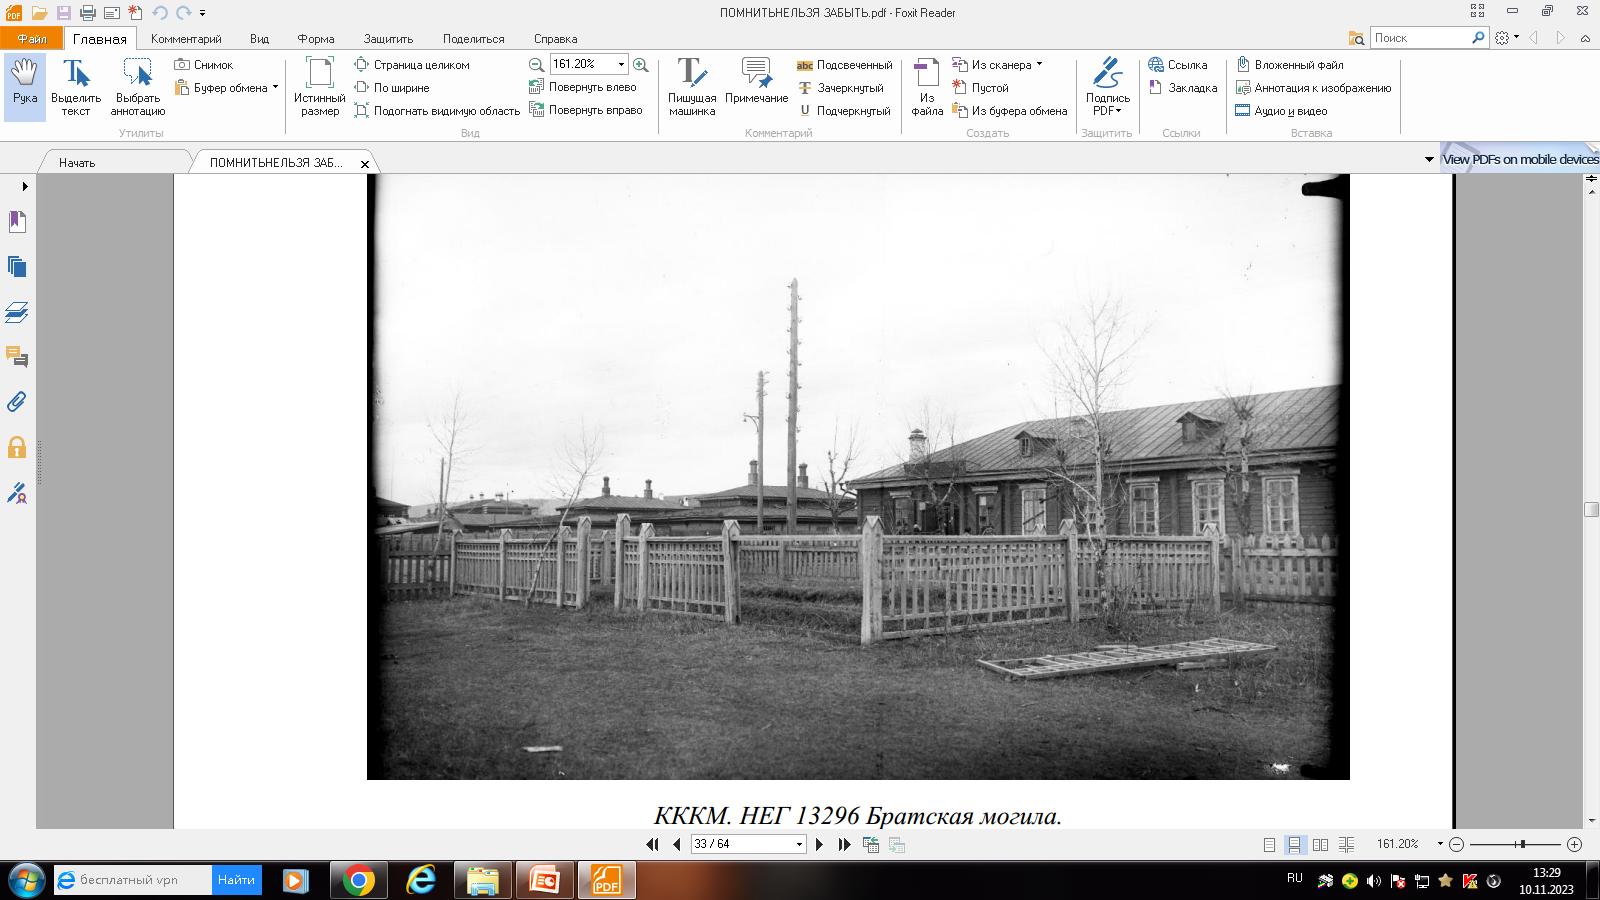 ПОМНИТЬНЕЛЬЗЯ ЗАБЫТЬ.pdf - Foxit Reader
Файл Главная Комментарий Вид Форма Защитить Поделиться Справка Поиск
Рука
Выделить текст
Выбрать аннотацию
Снимок
Буфер обмена
Утилиты
Истинный размер
Страница целиком
По ширине
Подогнать видимую область
161.20%
Повернуть влево
Повернуть вправо
Вид
Пишущая машинка
Примечание
abc Подсвеченный
Зачеркнутый
Подчеркнутый
Комментарий
Из файла
Из сканера
Пустой
Из буфера обмена
Создать
Подпись PDF
Защитить
Ссылка
Закладка
Ссылки
Вложенный файл
Аннотация к изображению
Аудио и видео
Вставка
Начать ПОМНИТЬНЕЛЬЗЯ ЗАБ... View PDFs on mobile devices
КККМ. НЕГ 13296 Братская могила.
33 / 64 161.20%
бесплатный vpn Найти PDF RU 13:29
10.11.2023